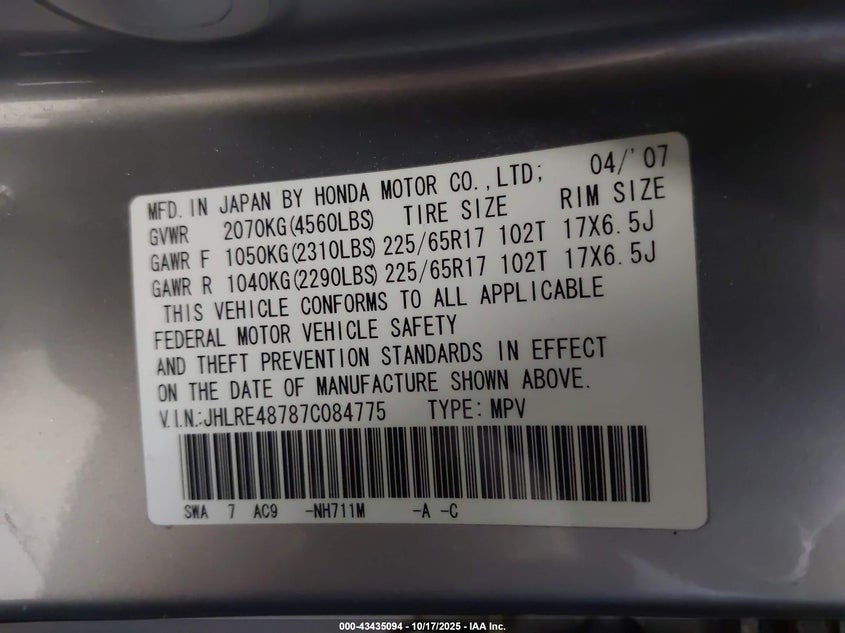 MFD. IN JAPAN BY HONDA MOTOR CO.,LTD; 04/'07
GVWR 2070KG(4560LBS) TIRE SIZE RIM SIZE
GAWR F 1050KG(2310LBS) 225/65R17 102T 17X6.5J
GAWR R 1040KG(2290LBS) 225/65R17 102T 17X6.5J
THIS VEHICLE CONFORMS TO ALL APPLICABLE
FEDERAL MOTOR VEHICLE SAFETY
AND THEFT PREVENTION STANDARDS IN EFFECT
ON THE DATE OF MANUFACTURE SHOWN ABOVE.
V.I.N.:JHLRE48787C084775 TYPE: MPV
SWA 7 AC9 -NH711M -A -C
000-43435094 - 10/17/2025 - IAA Inc.